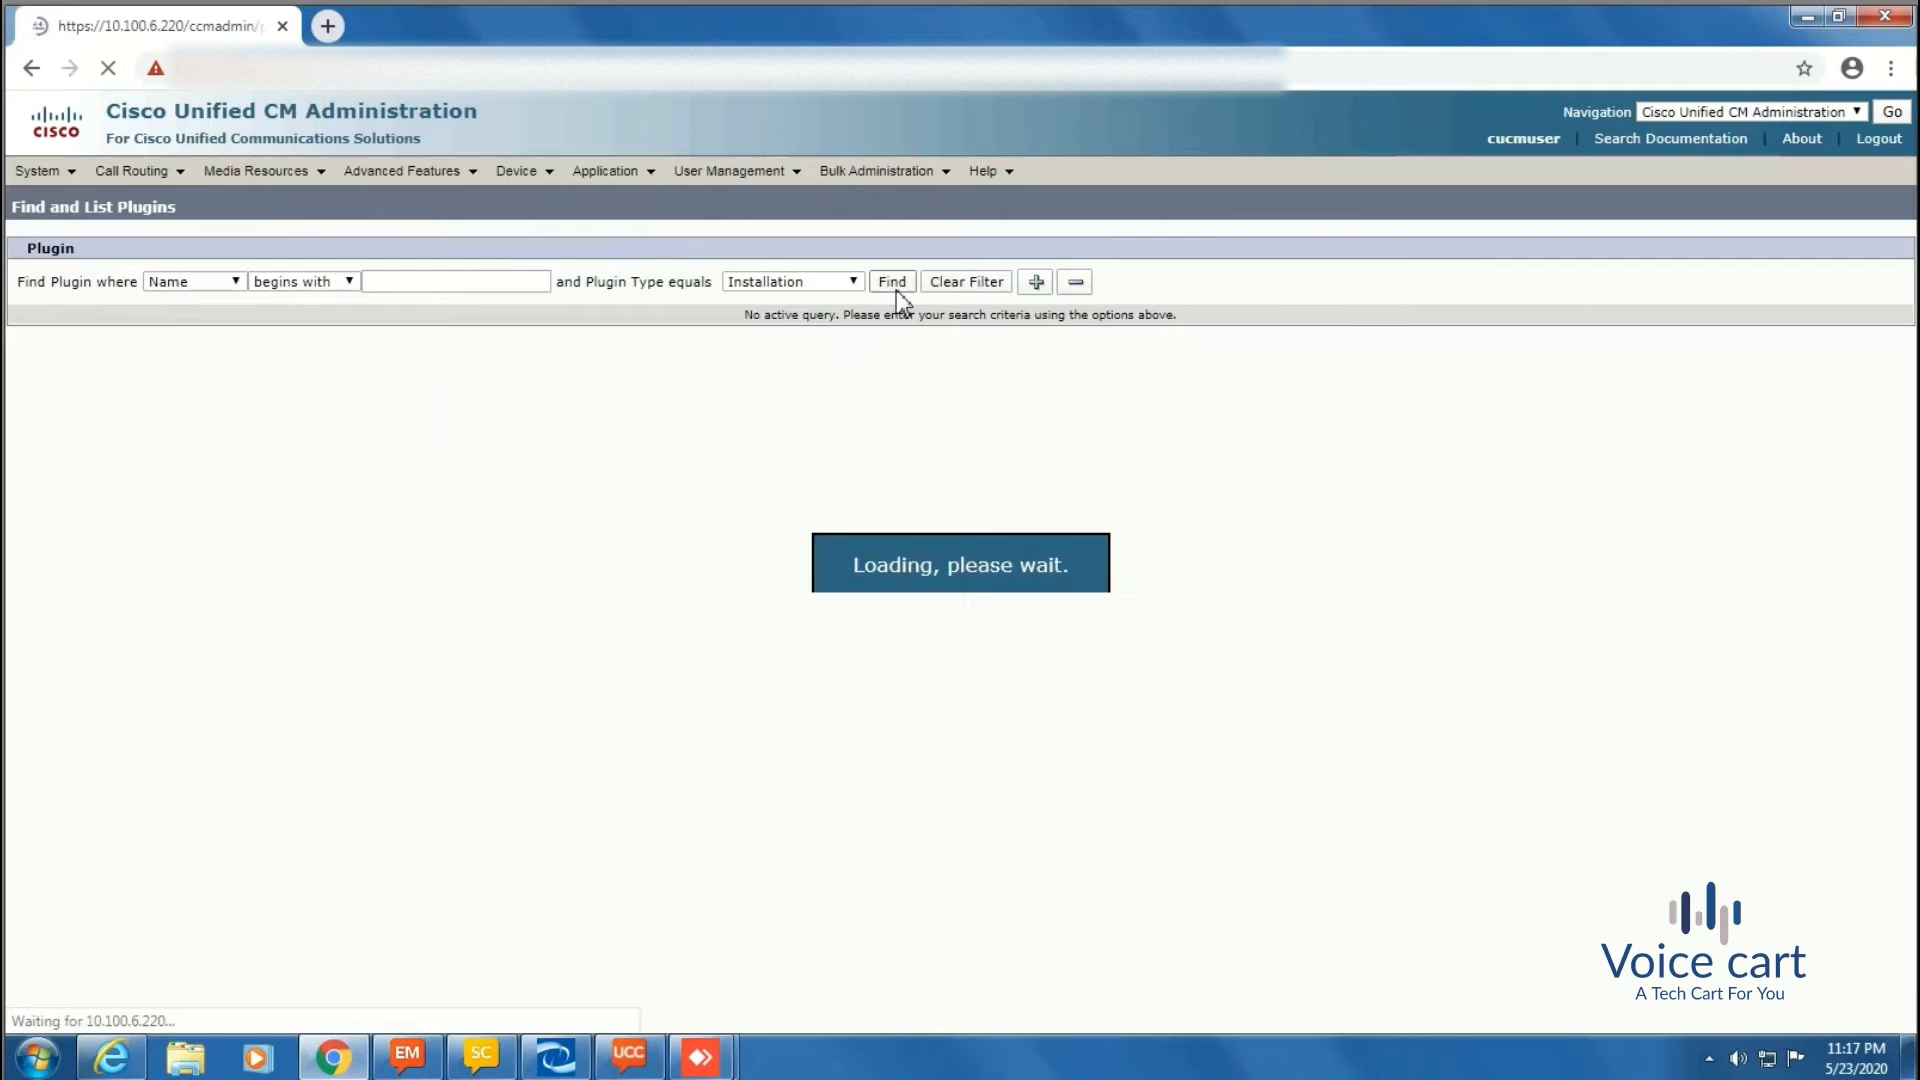 https://10.100.6.220/ccmadmin/
CISCO
Cisco Unified CM Administration
For Cisco Unified Communications Solutions
Navigation Cisco Unified CM Administration Go
cucmuser | Search Documentation | About | Logout
System Call Routing Media Resources Advanced Features Device Application User Management Bulk Administration Help
Find and List Plugins
Plugin
Find Plugin where Name begins with and Plugin Type equals Installation Find Clear Filter
No active query. Please enter your search criteria using the options above.
Loading, please wait.
Voice cart
A Tech Cart For You
Waiting for 10.100.6.220...
EM SC UCC
11:17 PM
5/23/2020